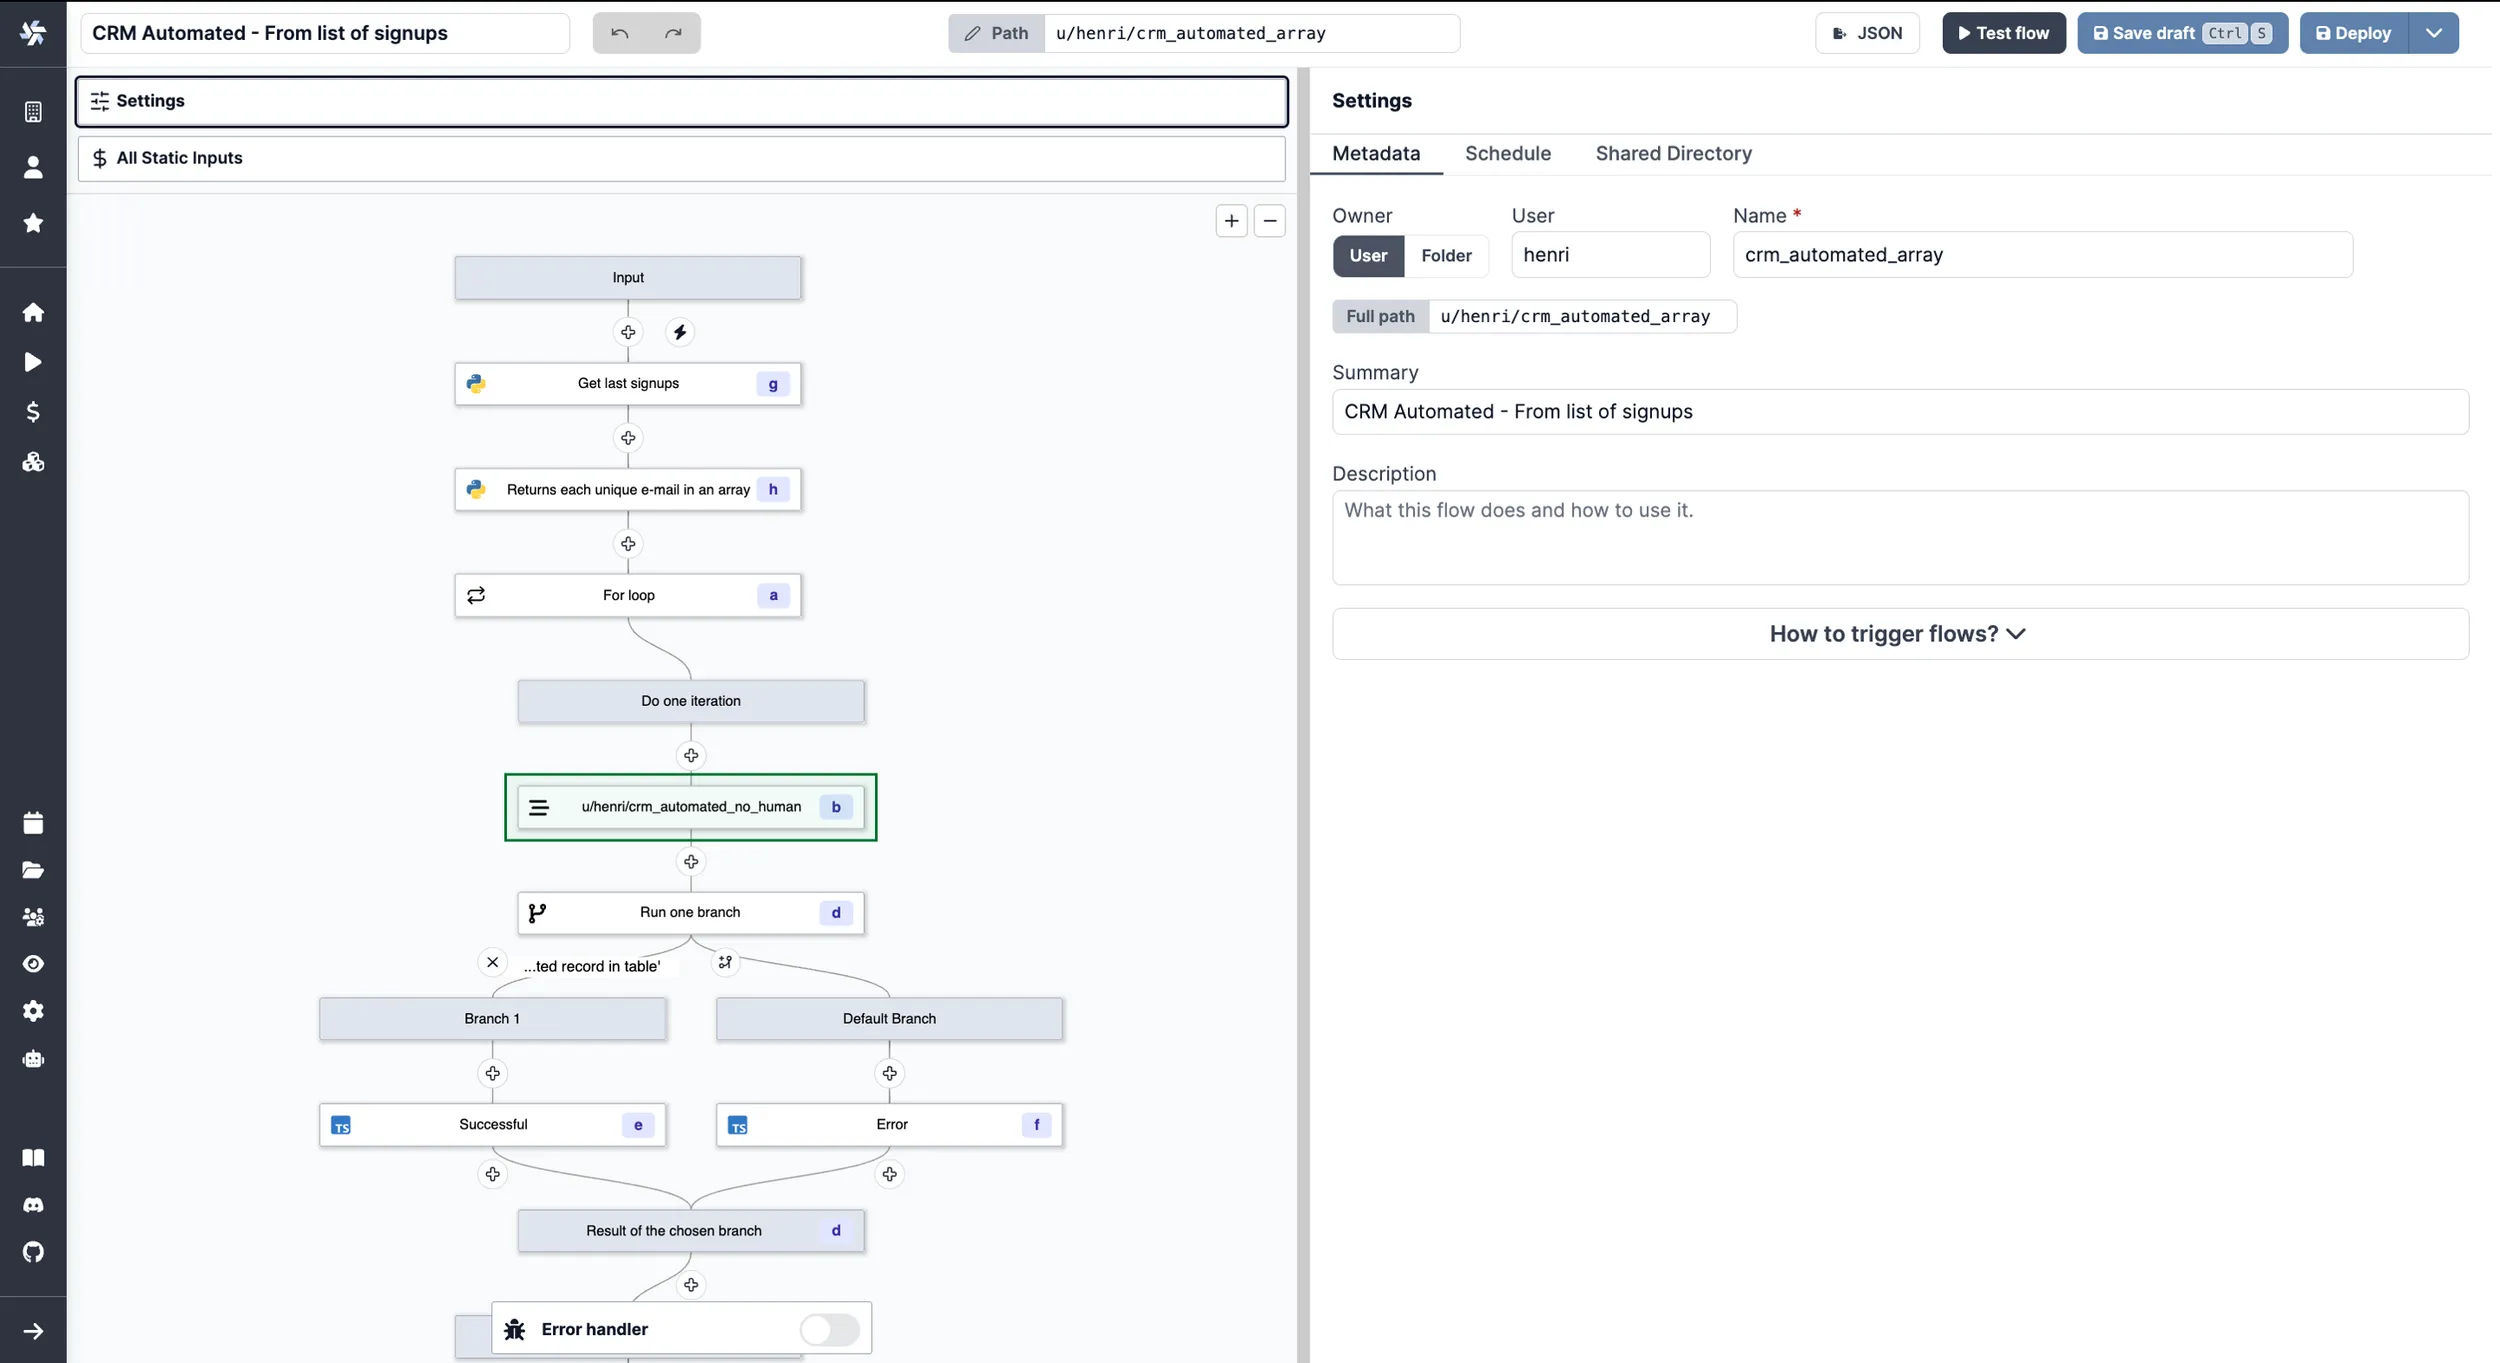 CRM Automated - From list of signups
Path u/henri/crm_automated_array
JSON
Test flow
Save draft Ctrl S
Deploy
Settings
All Static Inputs
Input
Get last signups g
Returns each unique e-mail in an array h
For loop a
Do one iteration
u/henri/crm_automated_no_human b
Run one branch d
...ted record in table'
Branch 1
Default Branch
TS Successful e
TS Error f
Result of the chosen branch d
Error handler
Settings
Metadata Schedule Shared Directory
Owner User Name *
User Folder henri crm_automated_array
Full path u/henri/crm_automated_array
Summary
CRM Automated - From list of signups
Description
What this flow does and how to use it.
How to trigger flows?